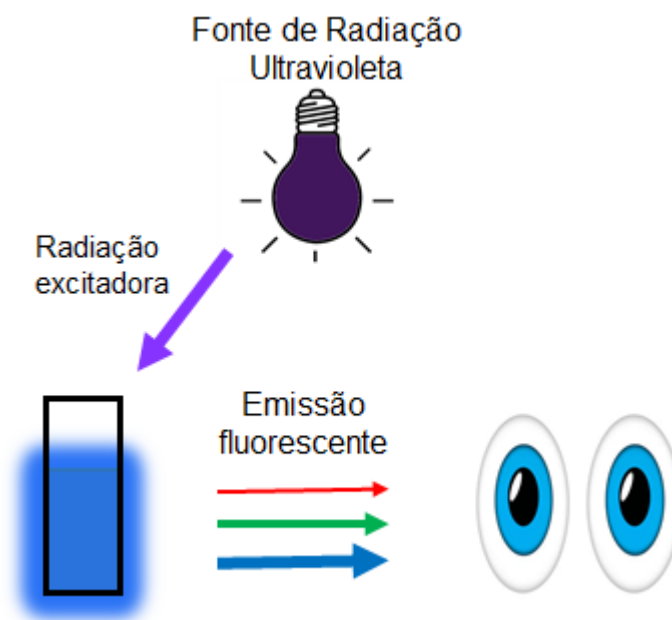 Fonte de Radiação
Ultravioleta
Radiação
excitadora
Emissão
fluorescente